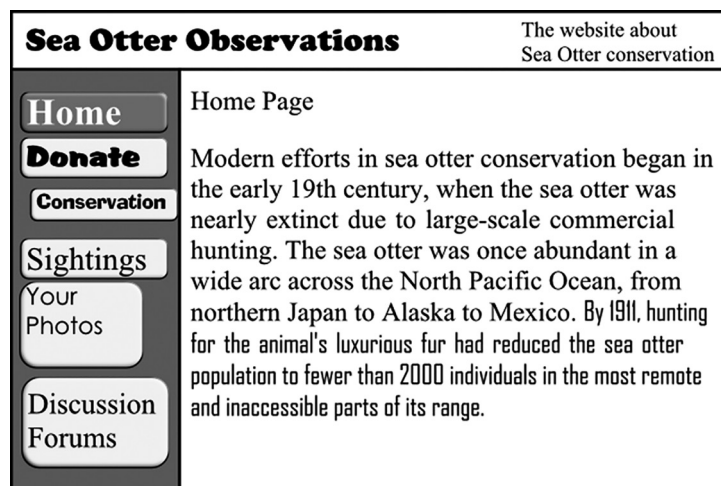 Sea Otter Observations
The website about
Sea Otter conservation
Home
Donate
Conservation
Sightings
Your
Photos
Discussion
Forums
Home Page
Modern efforts in sea otter conservation began in
the early 19th century, when the sea otter was
nearly extinct due to large-scale commercial
hunting. The sea otter was once abundant in a
wide arc across the North Pacific Ocean, from
northern Japan to Alaska to Mexico. By 1911, hunting
for the animal's luxurious fur had reduced the sea otter
population to fewer than 2000 individuals in the most remote
and inaccessible parts of its range.